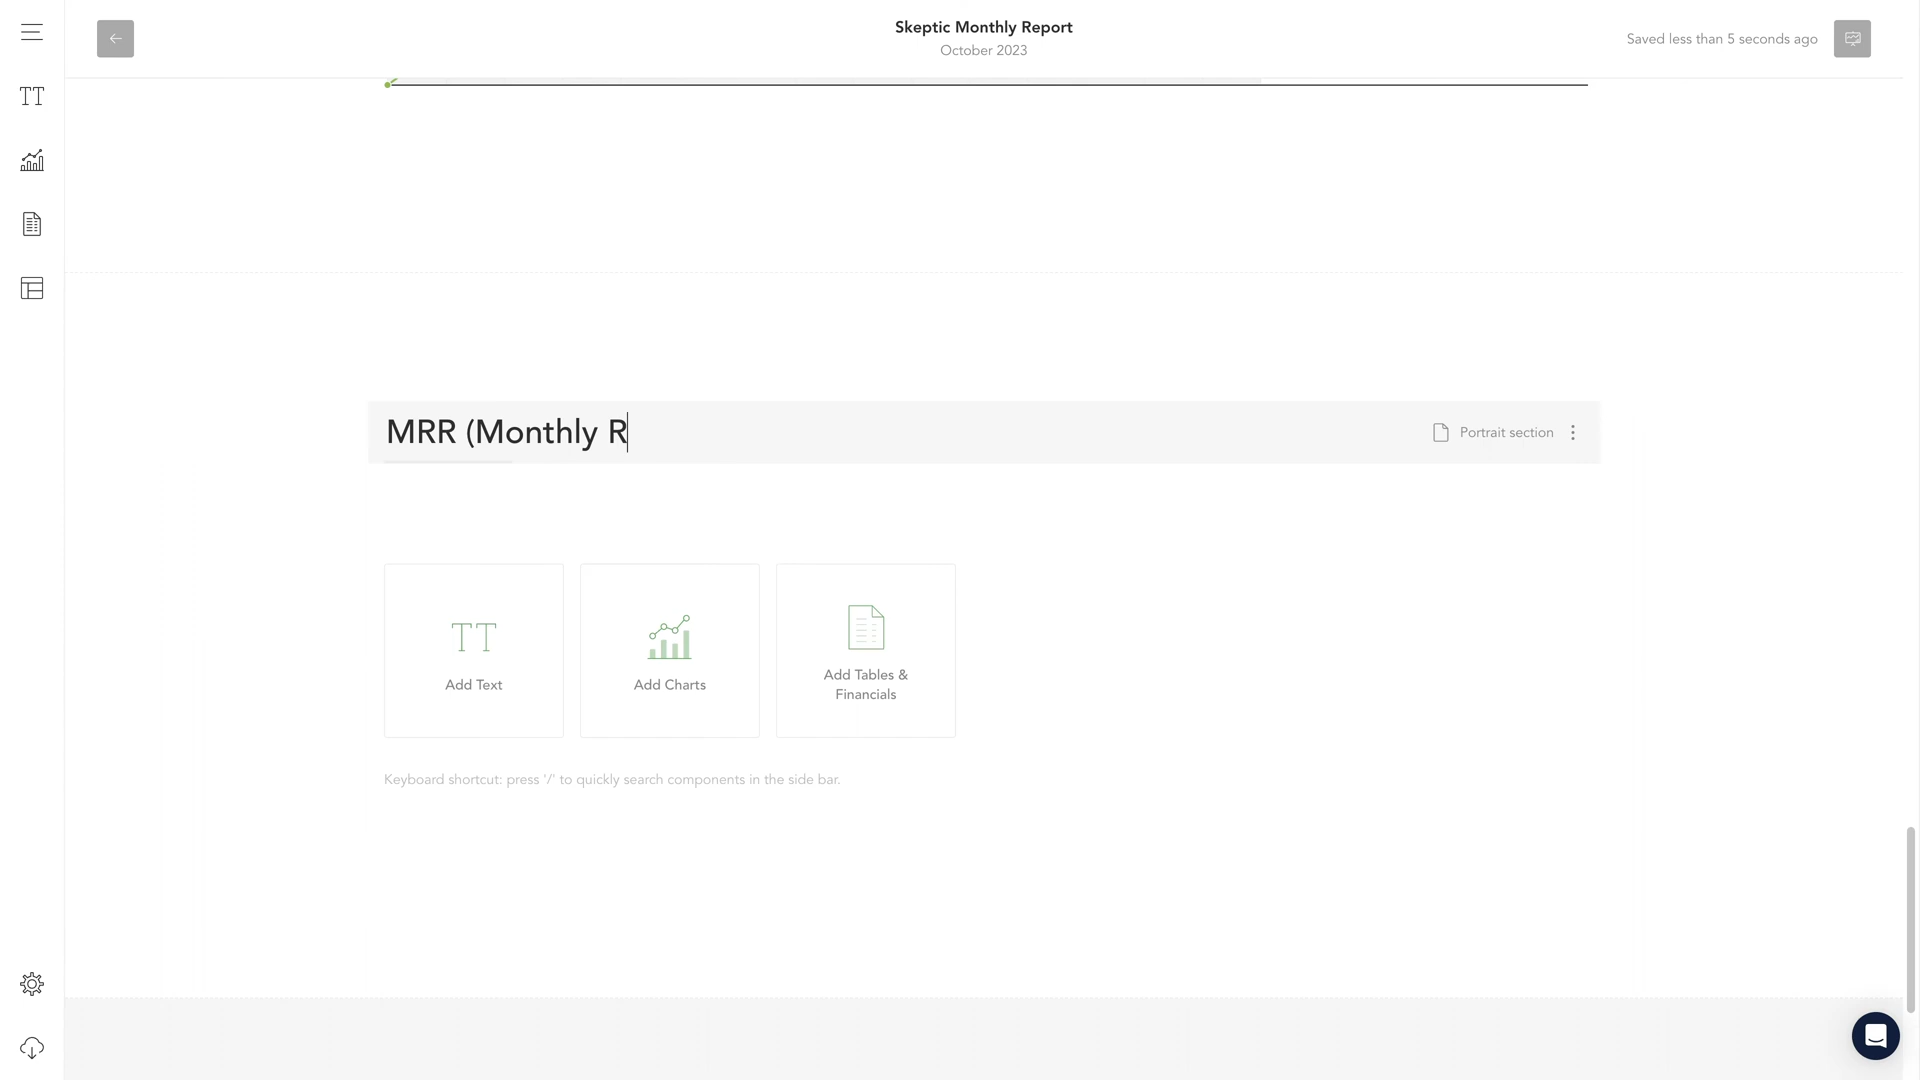 Skeptic Monthly Report
October 2023
Saved less than 5 seconds ago
MRR (Monthly R
Portrait section
TT
Add Text
Add Charts
Add Tables &
Financials
Keyboard shortcut: press '/' to quickly search components in the side bar.